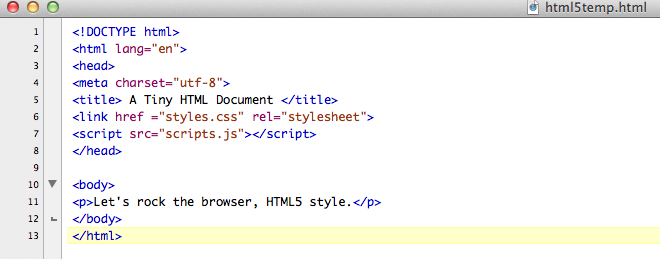 html5temp.html
1 <!DOCTYPE html>
2 <html lang="en">
3 <head>
4 <meta charset="utf-8">
5 <title> A Tiny HTML Document </title>
6 <link href ="styles.css" rel="stylesheet">
7 <script src="scripts.js"></script>
8 </head>
9
10 <body>
11 <p>Let's rock the browser, HTML5 style.</p>
12 </body>
13 </html>